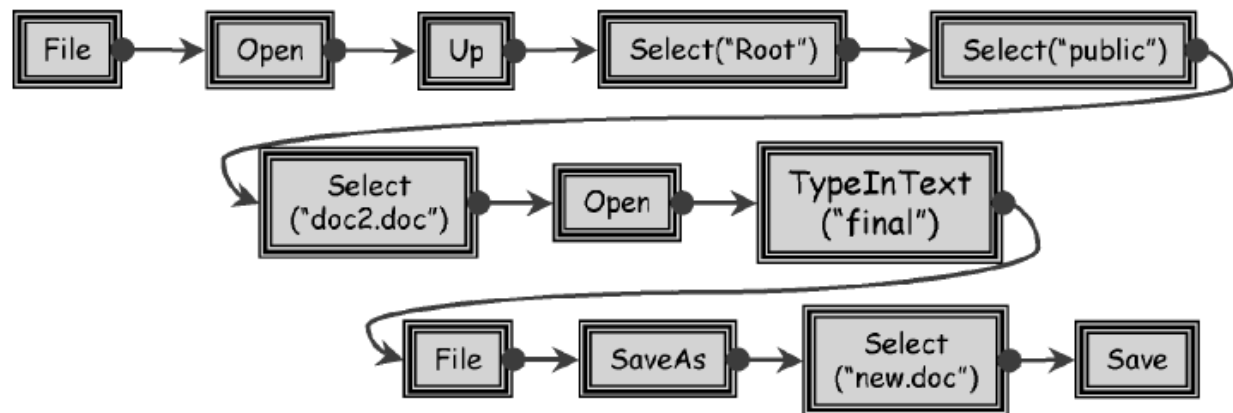 File
Open
Up
Select("Root")
Select("public")
Select
("doc2.doc")
Open
TypeInText
("final")
File
SaveAs
Select
("new.doc")
Save